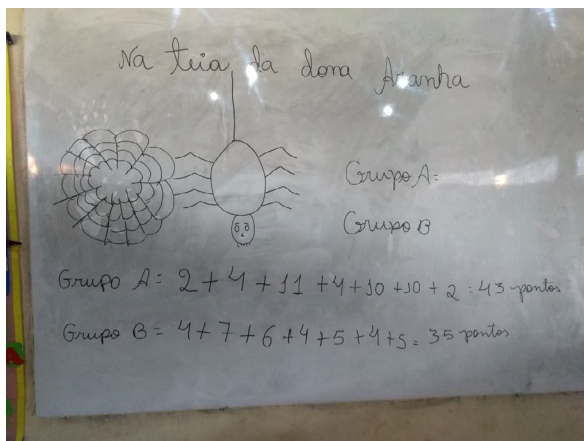 Na teia da dona Aranha
Grupo A=
Grupo B
Grupo A= 2+4+11+4+10+10+2=43 pontos
Grupo B= 4+7+6+4+5+4+5=35 pontos